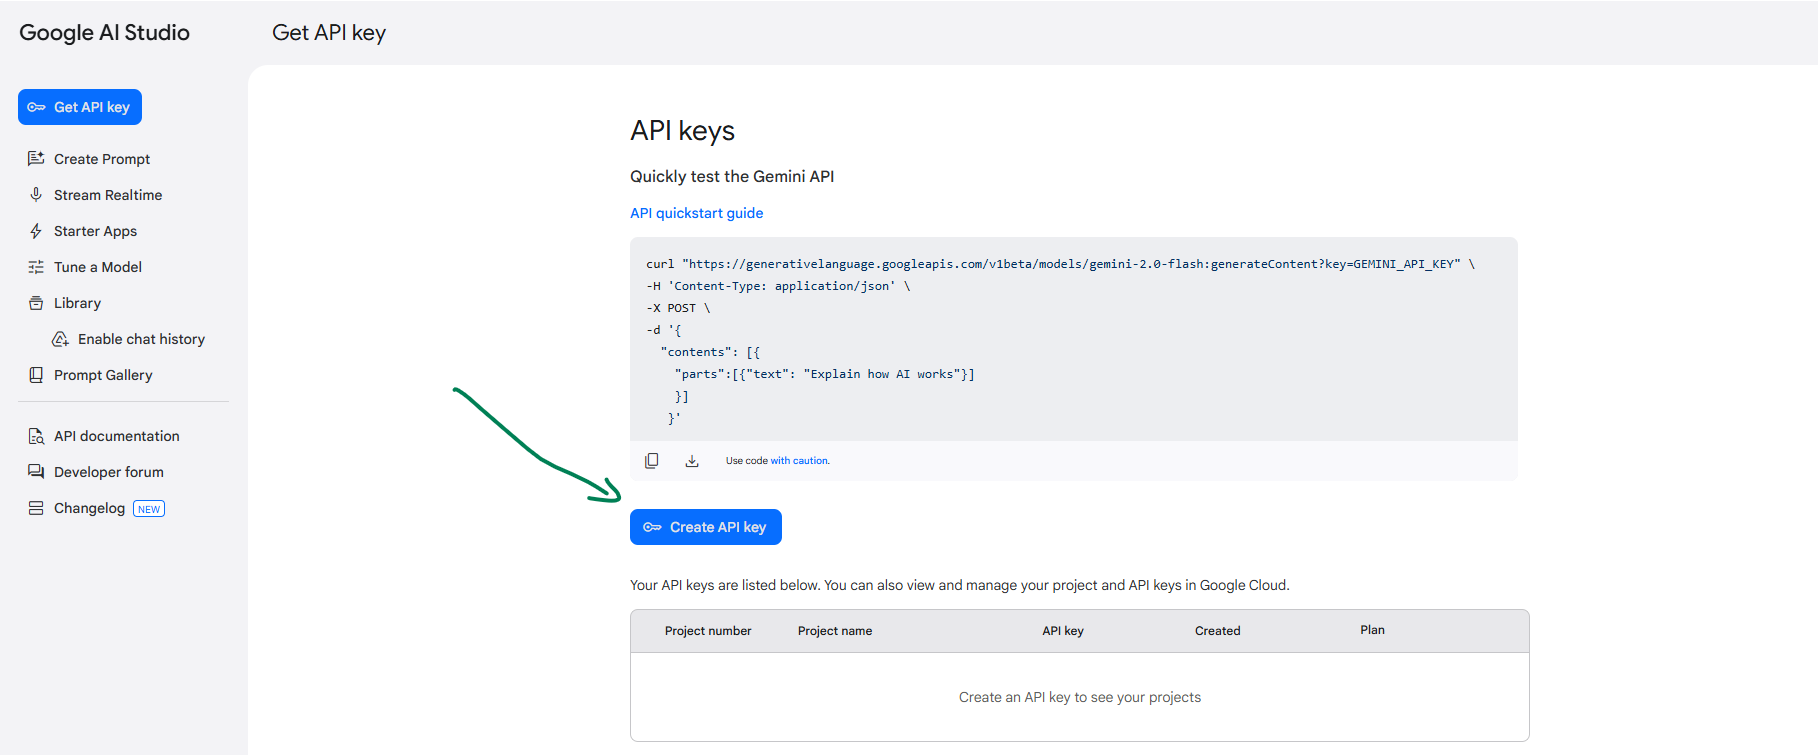 Google AI Studio
Get API key
Get API key
Create Prompt
Stream Realtime
Starter Apps
Tune a Model
Library
Enable chat history
Prompt Gallery
API documentation
Developer forum
Changelog NEW
API keys
Quickly test the Gemini API
API quickstart guide
curl "https://generativelanguage.googleapis.com/v1beta/models/gemini-2.0-flash:generateContent?key=GEMINI_API_KEY" \
-H 'Content-Type: application/json' \
-X POST \
-d '{
"contents": [{
"parts":[{"text": "Explain how AI works"}]
}]
}'
Use code with caution.
Create API key
Your API keys are listed below. You can also view and manage your project and API keys in Google Cloud.
Project number Project name API key Created Plan
Create an API key to see your projects